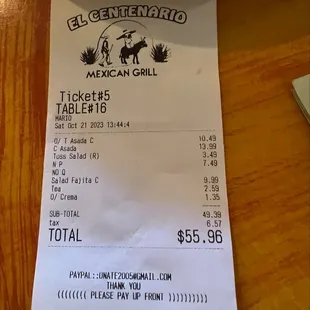 EL CENTENARIO
MEXICAN GRILL
Ticket#5
TABLE#16
MARIO
Sat Oct 21 2023 13:44:4
O/ T Asada C 10.49
C Asada 13.99
Toss Salad (R) 3.49
N P 7.49
NO Q
Salad Fajita C 9.99
Tea 2.59
O/ Crema 1.35
SUB-TOTAL 49.39
tax 6.57
TOTAL $55.96
PAYPAL::ONATE2005@GMAIL.COM
THANK YOU
(((((((( PLEASE PAY UP FRONT ))))))))))